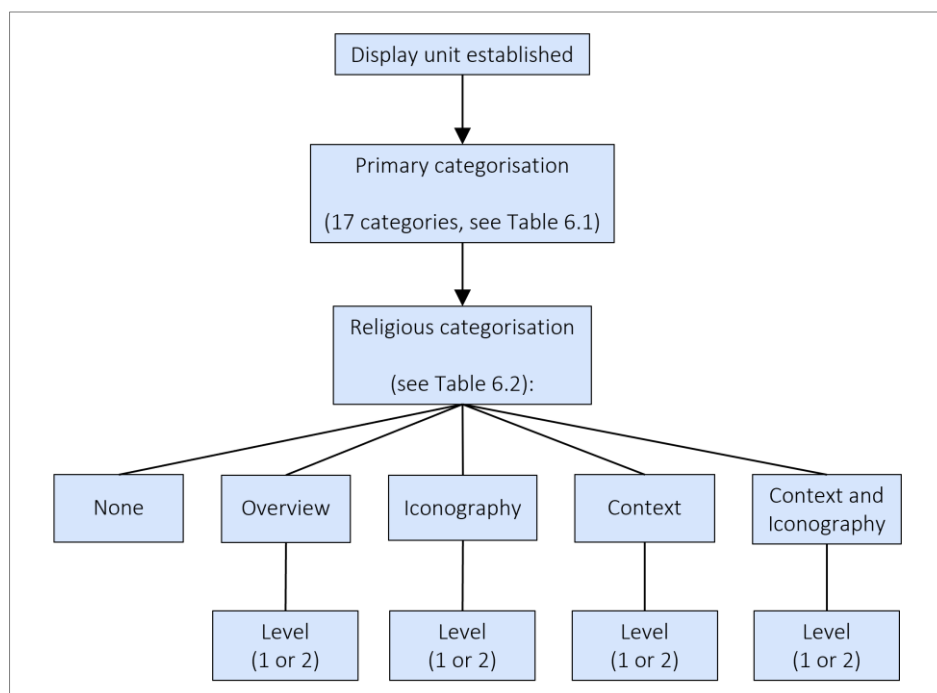 Display unit established
Primary categorisation
(17 categories, see Table 6.1)
Religious categorisation
(see Table 6.2):
None
Overview
Iconography
Context
Context and
Iconography
Level
(1 or 2)
Level
(1 or 2)
Level
(1 or 2)
Level
(1 or 2)